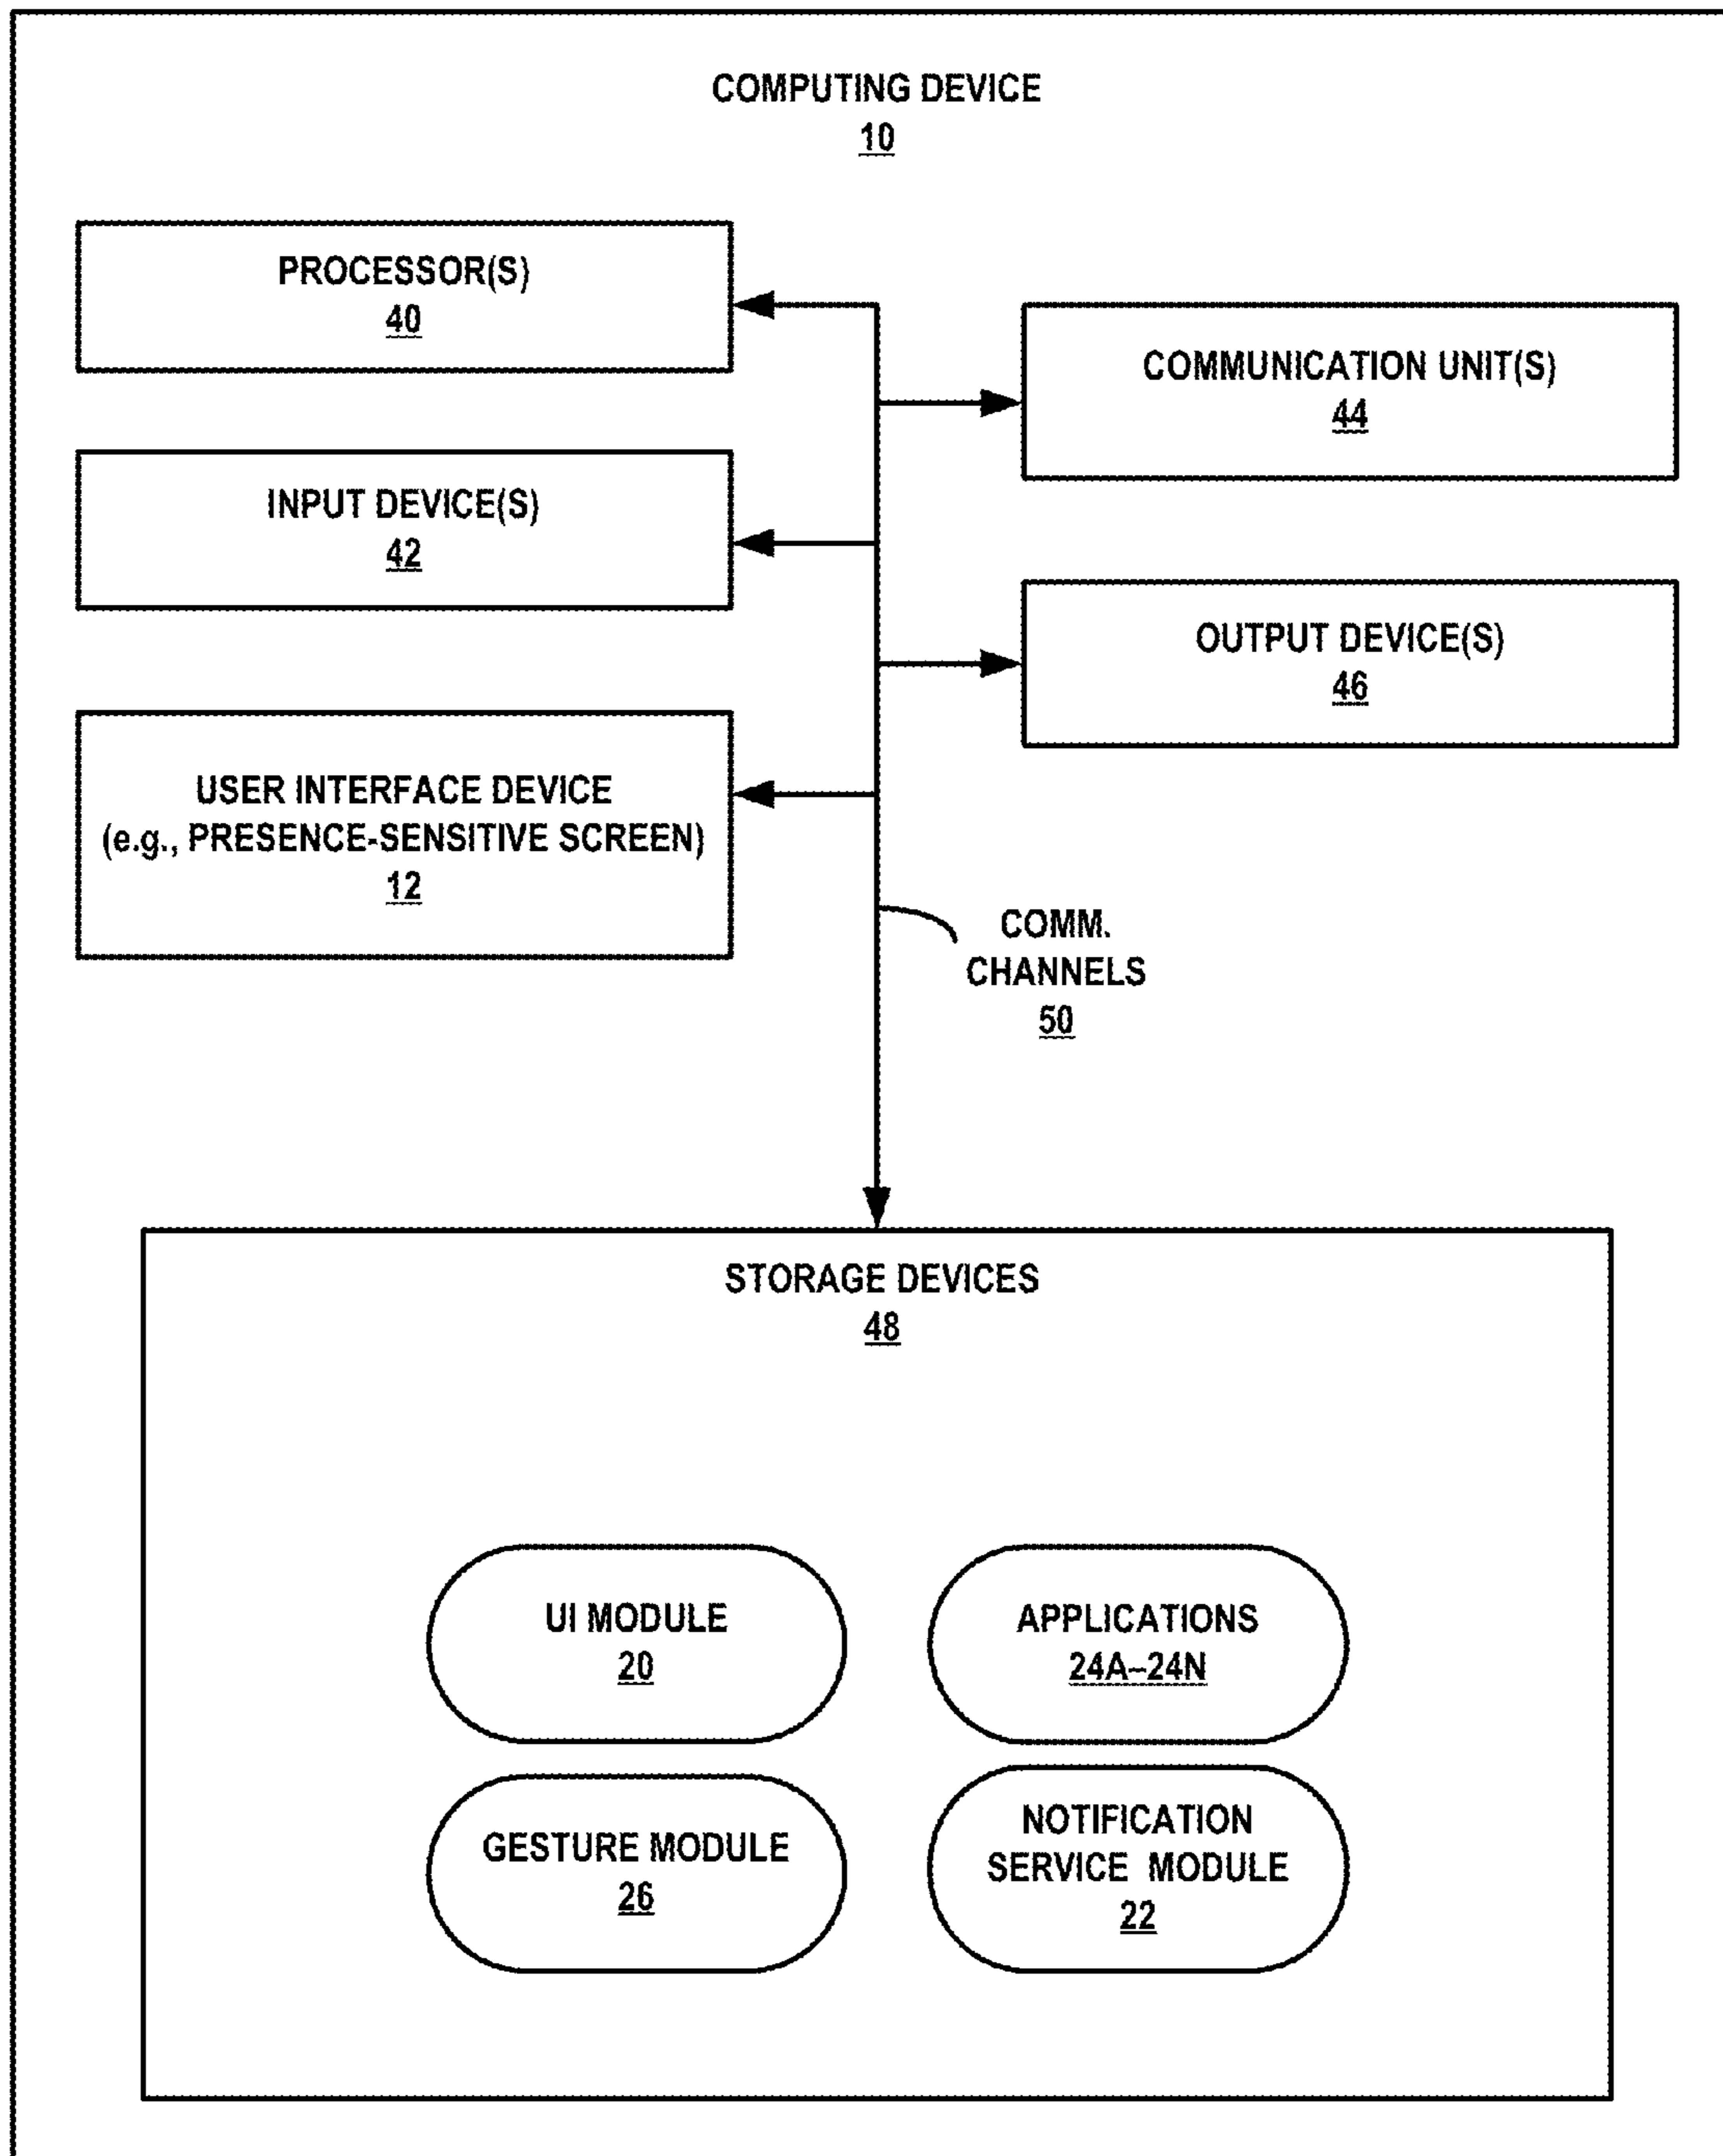 COMPUTING DEVICE
10
PROCESSOR(S)
40
COMMUNICATION UNIT(S)
44
INPUT DEVICE(S)
42
OUTPUT DEVICE(S)
46
USER INTERFACE DEVICE
(e.g., PRESENCE-SENSITIVE SCREEN)
12
COMM.
CHANNELS
50
STORAGE DEVICES
48
UI MODULE
20
APPLICATIONS
24A–24N
GESTURE MODULE
26
NOTIFICATION
SERVICE MODULE
22